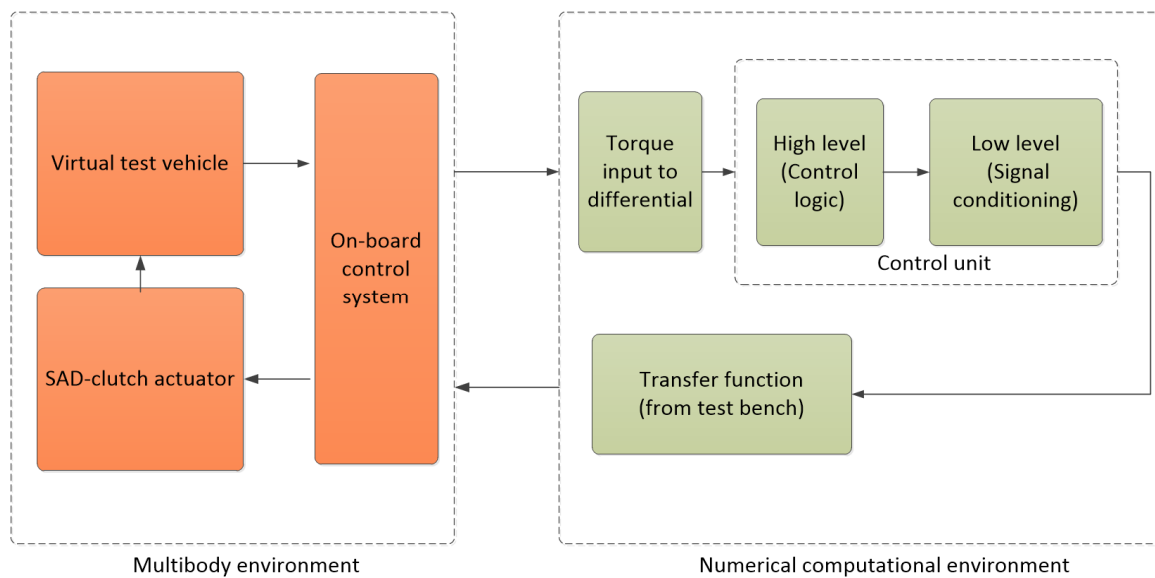 Virtual test vehicle
SAD-clutch actuator
On-board
control
system
Multibody environment
Torque
input to
differential
High level
(Control
logic)
Low level
(Signal
conditioning)
Control unit
Transfer function
(from test bench)
Numerical computational environment